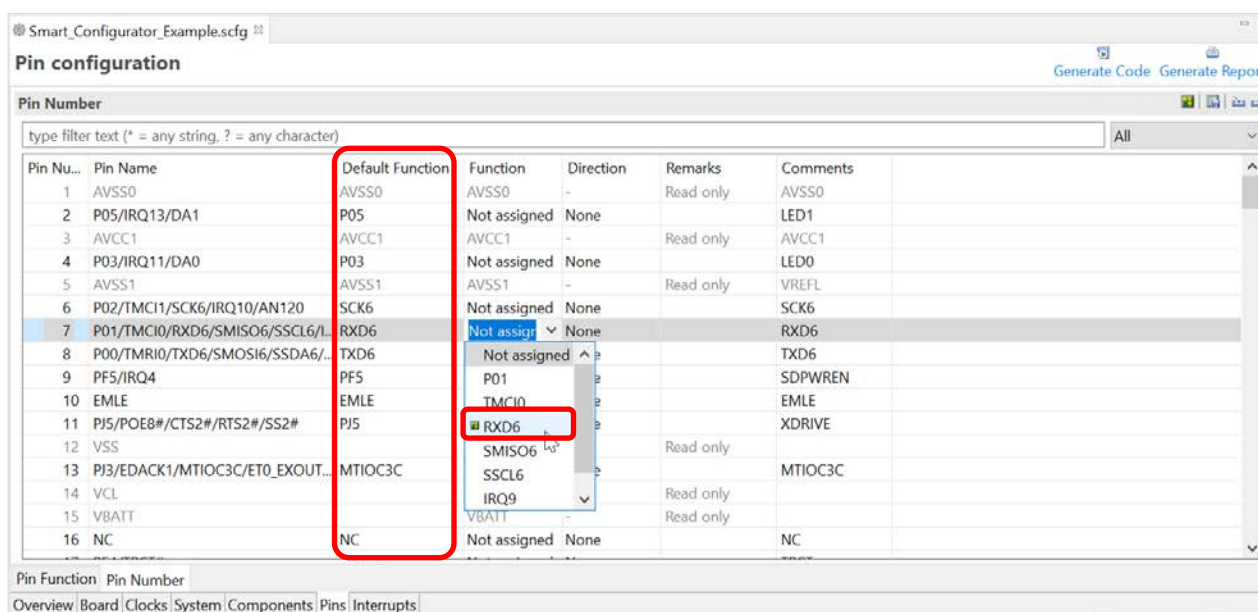 Smart_Configurator_Example.scfg
Pin configuration
Generate Code Generate Repor
Pin Number
type filter text (* = any string, ? = any character) All
Pin Nu... Pin Name Default Function Function Direction Remarks Comments
1 AVSS0 AVSS0 AVSS0 - Read only AVSS0
2 P05/IRQ13/DA1 P05 Not assigned None LED1
3 AVCC1 AVCC1 AVCC1 - Read only AVCC1
4 P03/IRQ11/DA0 P03 Not assigned None LED0
5 AVSS1 AVSS1 AVSS1 - Read only VREFL
6 P02/TMCI1/SCK6/IRQ10/AN120 SCK6 Not assigned None SCK6
7 P01/TMCI0/RXD6/SMISO6/SSCL6/I... RXD6 Not assigr None RXD6
8 P00/TMRI0/TXD6/SMOSI6/SSDA6/... TXD6 Not assigned TXD6
9 PF5/IRQ4 PF5 P01 SDPWREN
10 EMLE EMLE TMCI0 EMLE
11 PJ5/POE8#/CTS2#/RTS2#/SS2# PJ5 RXD6 XDRIVE
12 VSS SMISO6 Read only
13 PJ3/EDACK1/MTIOC3C/ET0_EXOUT... MTIOC3C SSCL6 MTIOC3C
14 VCL IRQ9 Read only
15 VBATT VBATT - Read only
16 NC NC Not assigned None NC
Pin Function Pin Number
Overview Board Clocks System Components Pins Interrupts